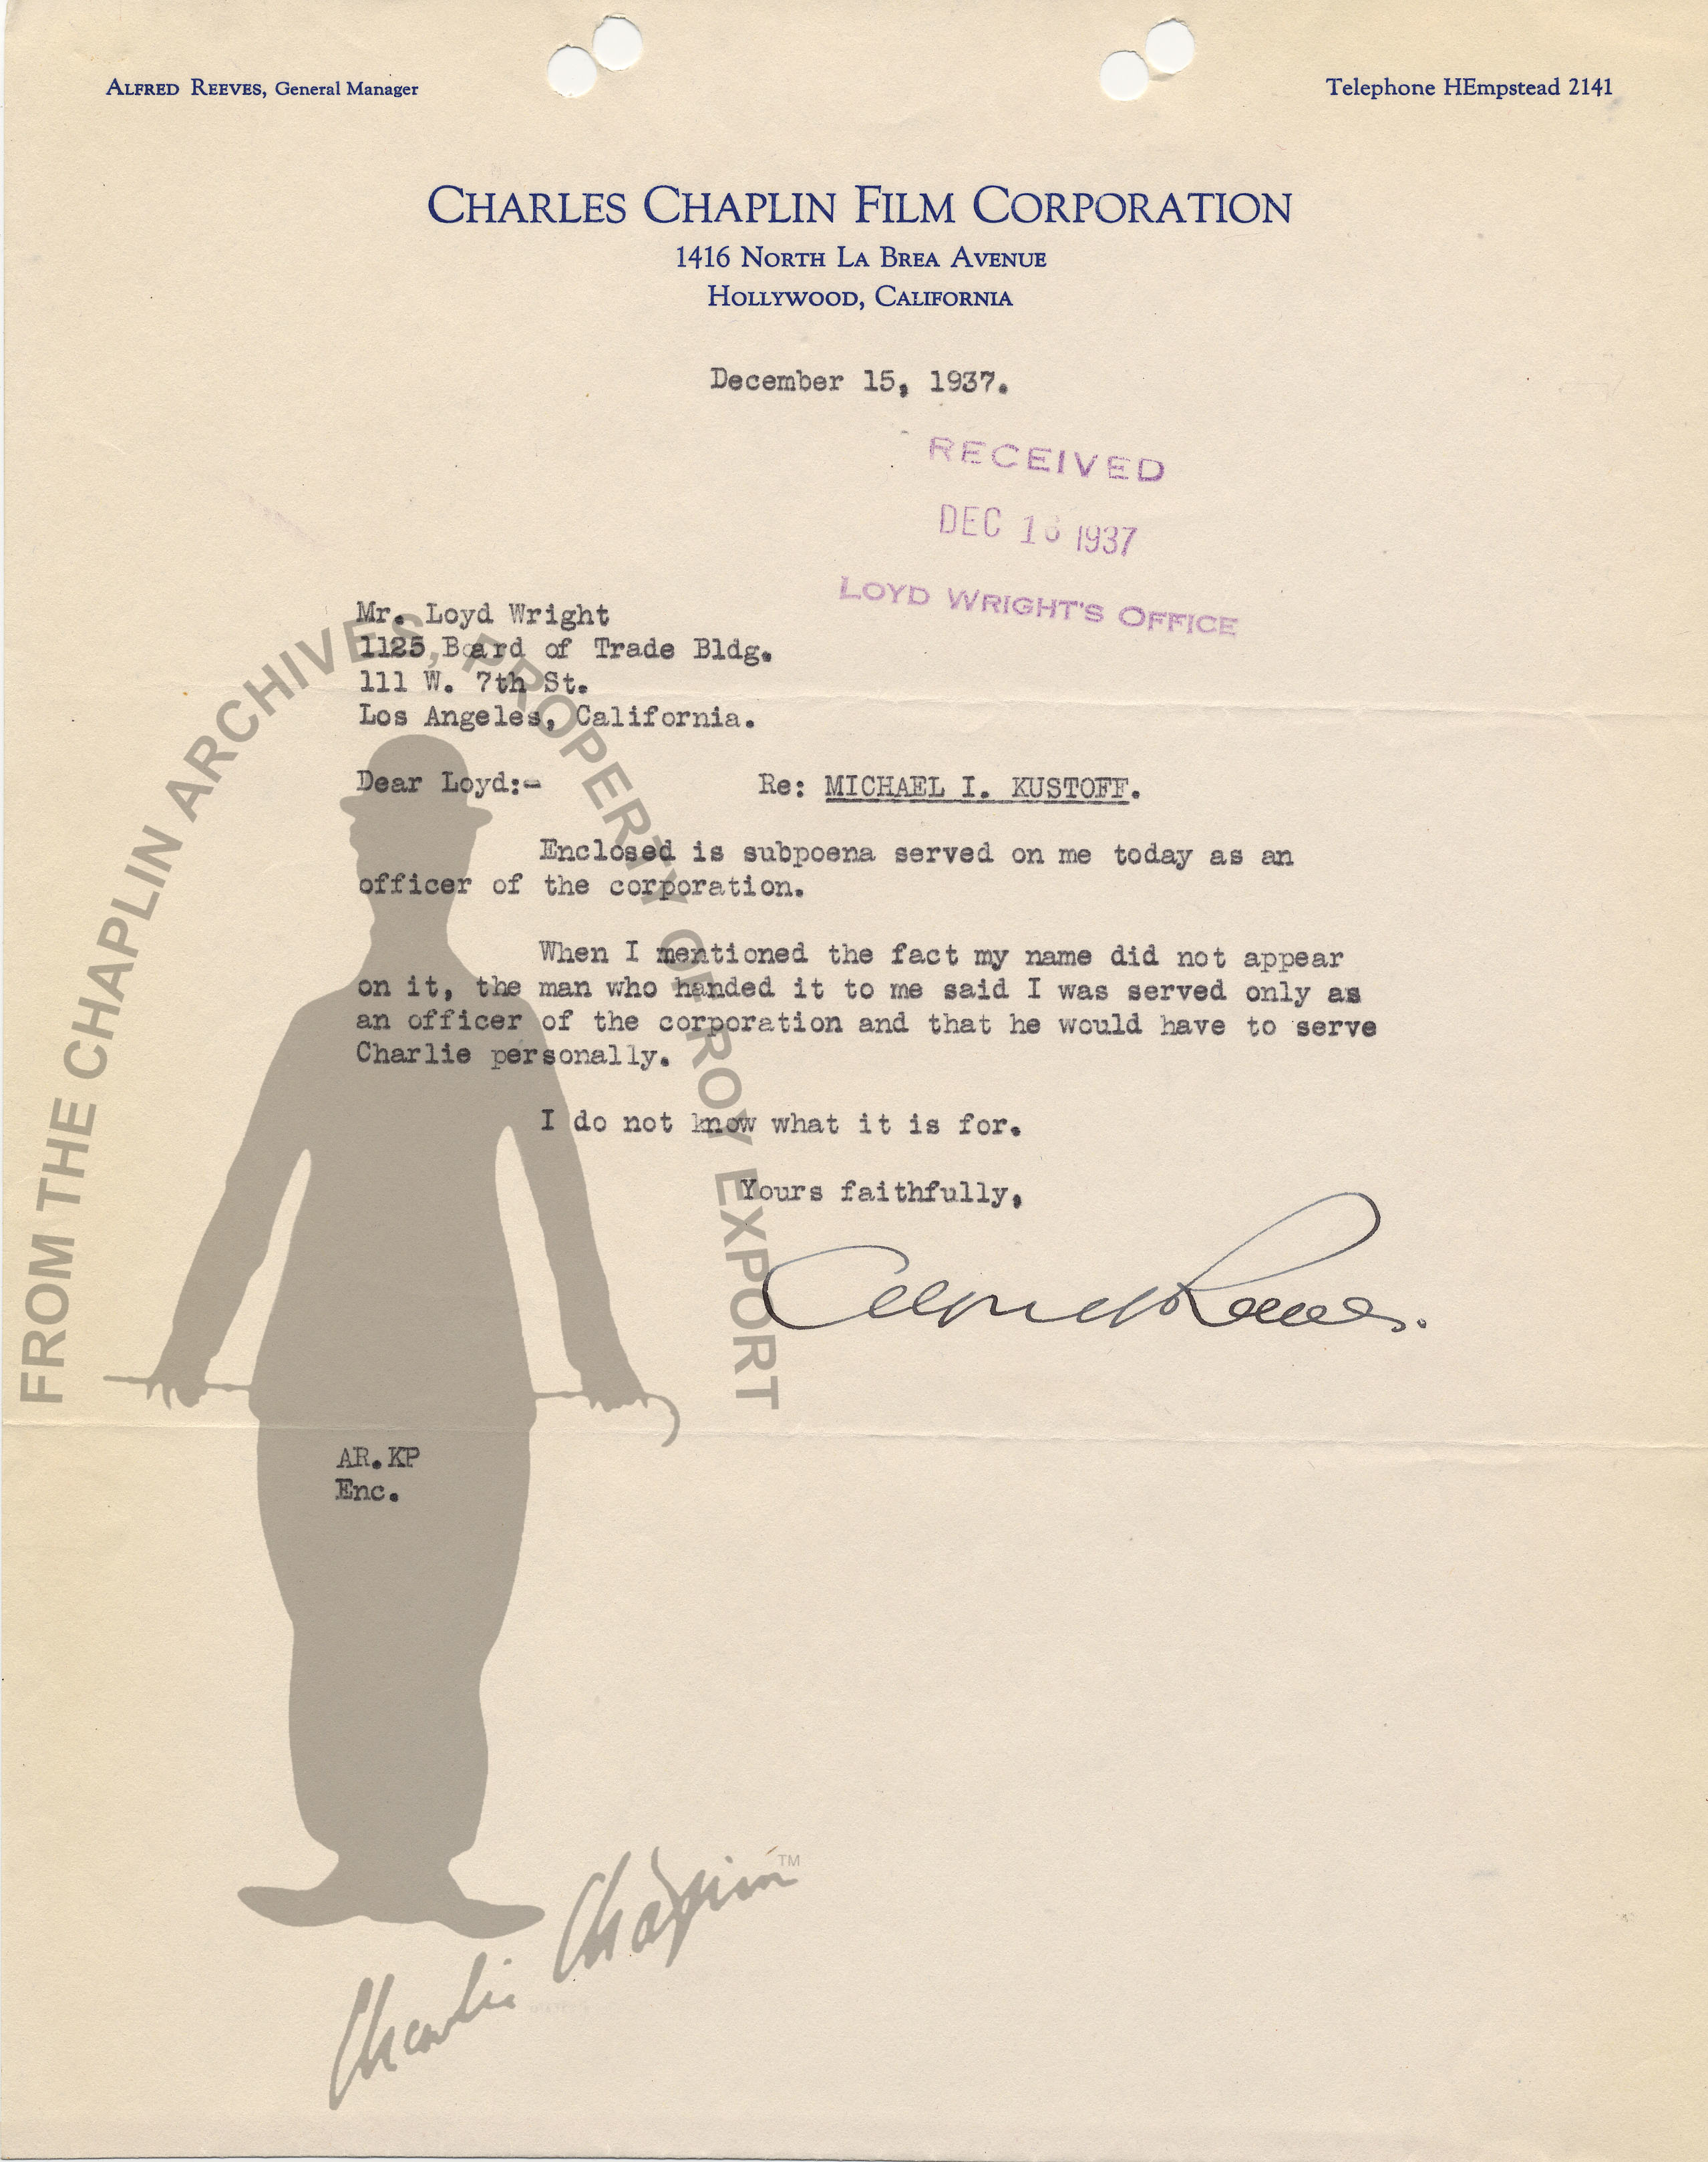 ALFRED REEVES, General Manager
Telephone HEmpstead 2141
CHARLES CHAPLIN FILM CORPORATION
1416 NORTH LA BREA AVENUE
HOLLYWOOD, CALIFORNIA
December 15, 1937.
RECEIVED
DEC 16 1937
LOYD WRIGHT'S OFFICE
Mr. Loyd Wright
1125 Board of Trade Bldg.
111 W. 7th St.
Los Angeles, California.
Dear Loyd:-
Re: MICHAEL I. KUSTOFF.
Enclosed is subpoena served on me today as an
officer of the corporation.
When I mentioned the fact my name did not appear
on it, the man who handed it to me said I was served only as
an officer of the corporation and that he would have to serve
Charlie personally.
I do not know what it is for.
Yours faithfully,
Alfred Reeves.
AR.KP
Enc.
FROM THE CHAPLIN ARCHIVES, PROPERTY OF ROY EXPORT
Charlie Chaplin TM